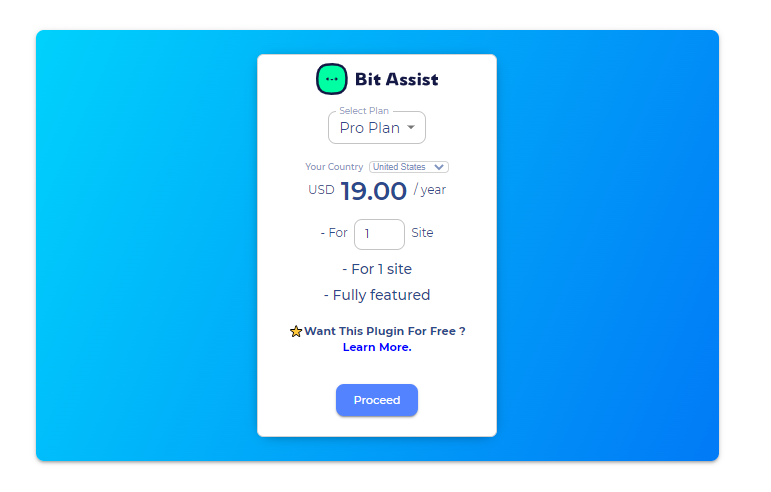 Bit Assist
Select Plan
Pro Plan
Your Country United States
USD 19.00 / year
- For 1 Site
- For 1 site
- Fully featured
⭐Want This Plugin For Free ?
Learn More.
Proceed